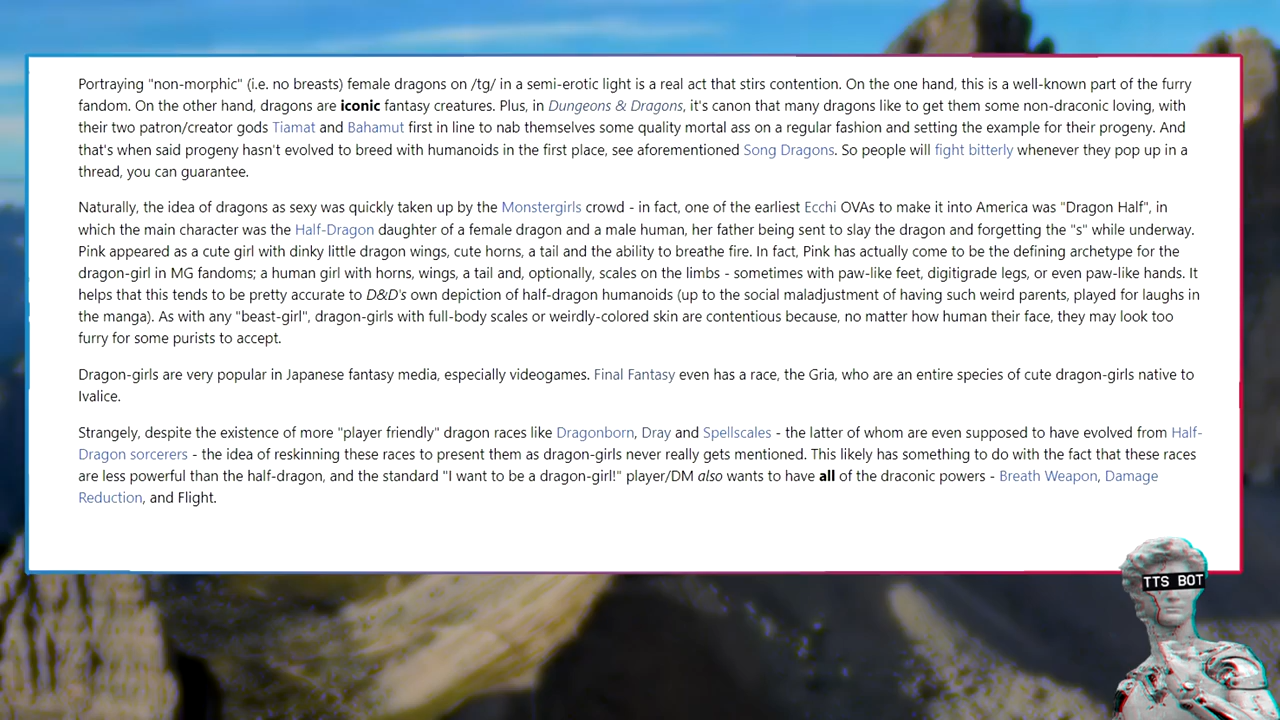 Portraying "non-morphic" (i.e. no breasts) female dragons on /tg/ in a semi-erotic light is a real act that stirs contention. On the one hand, this is a well-known part of the furry
fandom. On the other hand, dragons are iconic fantasy creatures. Plus, in Dungeons & Dragons, it's canon that many dragons like to get them some non-draconic loving, with
their two patron/creator gods Tiamat and Bahamut first in line to nab themselves some quality mortal ass on a regular fashion and setting the example for their progeny. And
that's when said progeny hasn't evolved to breed with humanoids in the first place, see aforementioned Song Dragons. So people will fight bitterly whenever they pop up in a
thread, you can guarantee.
Naturally, the idea of dragons as sexy was quickly taken up by the Monstergirls crowd - in fact, one of the earliest Ecchi OVAs to make it into America was "Dragon Half", in
which the main character was the Half-Dragon daughter of a female dragon and a male human, her father being sent to slay the dragon and forgetting the "s" while underway.
Pink appeared as a cute girl with dinky little dragon wings, cute horns, a tail and the ability to breathe fire. In fact, Pink has actually come to be the defining archetype for the
dragon-girl in MG fandoms; a human girl with horns, wings, a tail and, optionally, scales on the limbs - sometimes with paw-like feet, digitigrade legs, or even paw-like hands. It
helps that this tends to be pretty accurate to D&D's own depiction of half-dragon humanoids (up to the social maladjustment of having such weird parents, played for laughs in
the manga). As with any "beast-girl", dragon-girls with full-body scales or weirdly-colored skin are contentious because, no matter how human their face, they may look too
furry for some purists to accept.
Dragon-girls are very popular in Japanese fantasy media, especially videogames. Final Fantasy even has a race, the Gria, who are an entire species of cute dragon-girls native to
Ivalice.
Strangely, despite the existence of more "player friendly" dragon races like Dragonborn, Dray and Spellscales - the latter of whom are even supposed to have evolved from Half-
Dragon sorcerers - the idea of reskinning these races to present them as dragon-girls never really gets mentioned. This likely has something to do with the fact that these races
are less powerful than the half-dragon, and the standard "I want to be a dragon-girl!" player/DM also wants to have all of the draconic powers - Breath Weapon, Damage
Reduction, and Flight.
TTS BOT